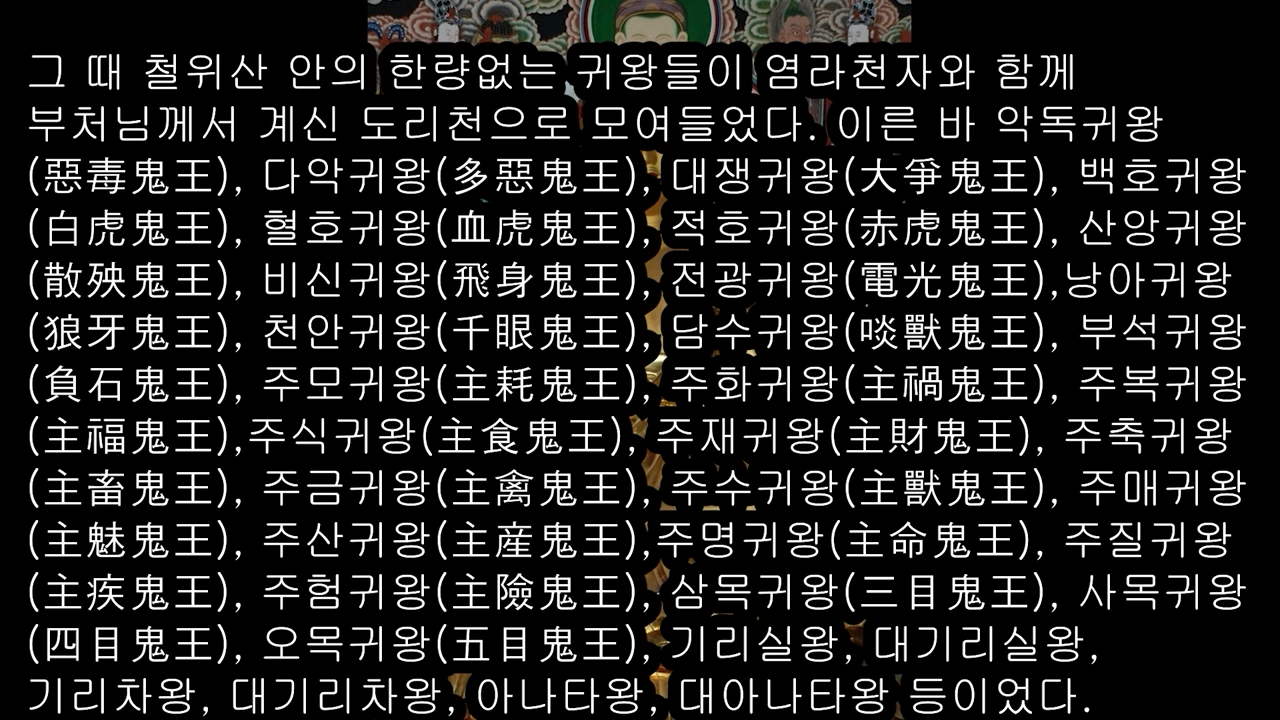 그 때 철위산 안의 한량없는 귀왕들이 염라천자와 함께
부처님께서 계신 도리천으로 모여들었다. 이른 바 악독귀왕
(惡毒鬼王), 다악귀왕(多惡鬼王), 대쟁귀왕(大爭鬼王), 백호귀왕
(白虎鬼王), 혈호귀왕(血虎鬼王), 적호귀왕(赤虎鬼王), 산앙귀왕
(散殃鬼王), 비신귀왕(飛身鬼王), 전광귀왕(電光鬼王),낭아귀왕
(狼牙鬼王), 천안귀왕(千眼鬼王), 담수귀왕(啖獸鬼王), 부석귀왕
(負石鬼王), 주모귀왕(主耗鬼王), 주화귀왕(主禍鬼王), 주복귀왕
(主福鬼王),주식귀왕(主食鬼王), 주재귀왕(主財鬼王), 주축귀왕
(主畜鬼王), 주금귀왕(主禽鬼王), 주수귀왕(主獸鬼王), 주매귀왕
(主魅鬼王), 주산귀왕(主産鬼王),주명귀왕(主命鬼王), 주질귀왕
(主疾鬼王), 주험귀왕(主險鬼王), 삼목귀왕(三目鬼王), 사목귀왕
(四目鬼王), 오목귀왕(五目鬼王), 기리실왕, 대기리실왕,
기리차왕, 대기리차왕, 아나타왕, 대아나타왕 등이었다.